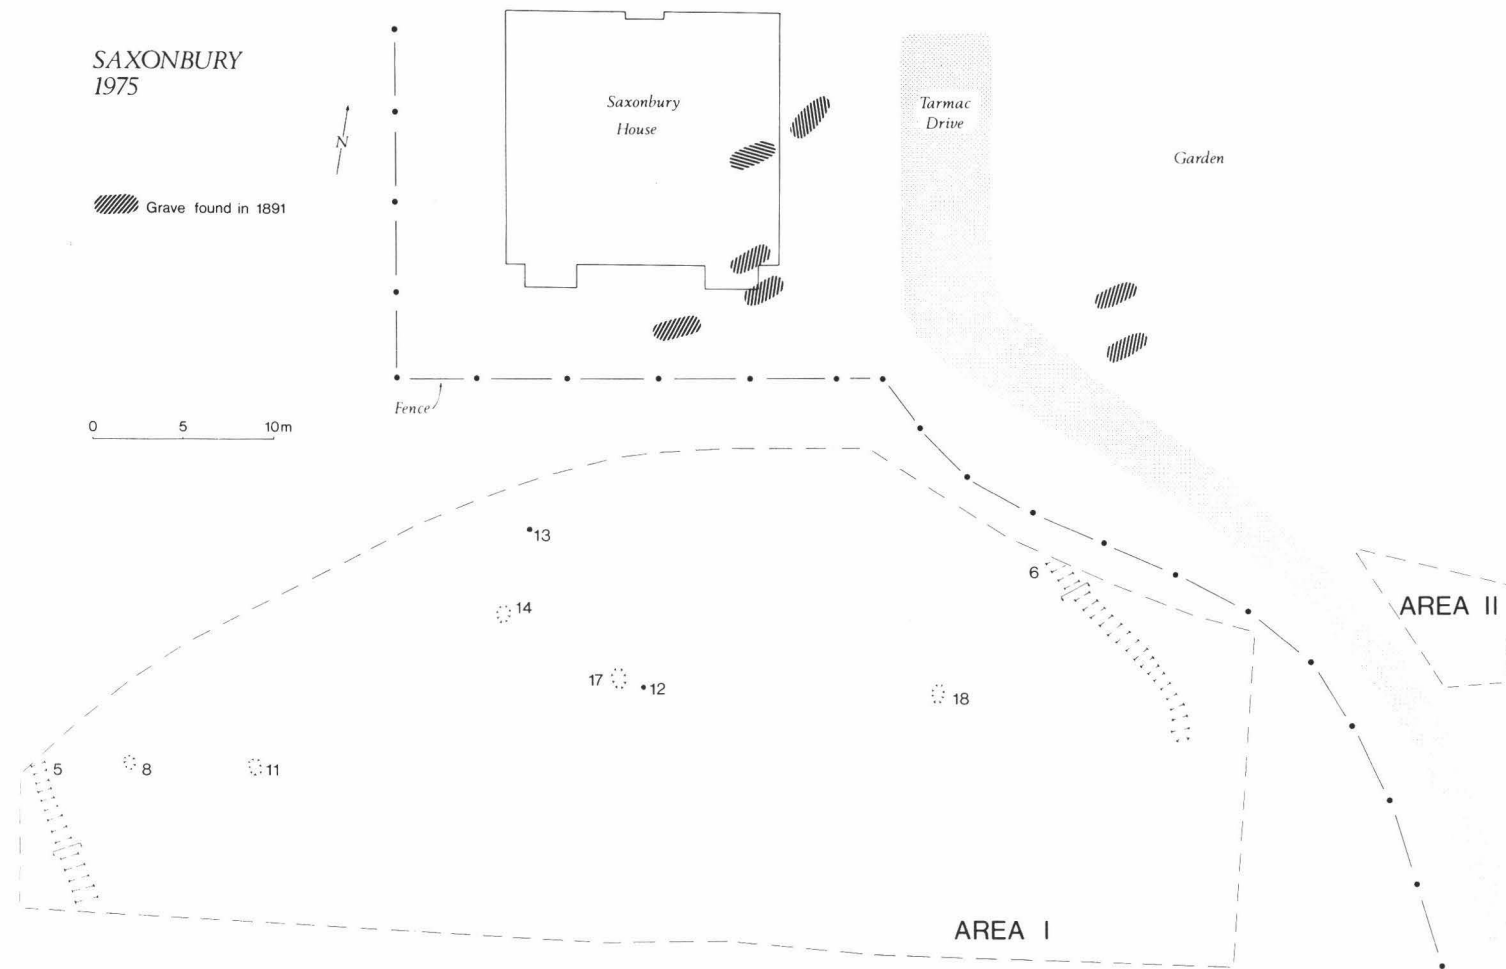 SAXONBURY
1975
N
Grave found in 1891
0 5 10m
Saxonbury
House
Tarmac
Drive
Garden
Fence
13
14
17
12
18
6
5
8
11
AREA I
AREA II